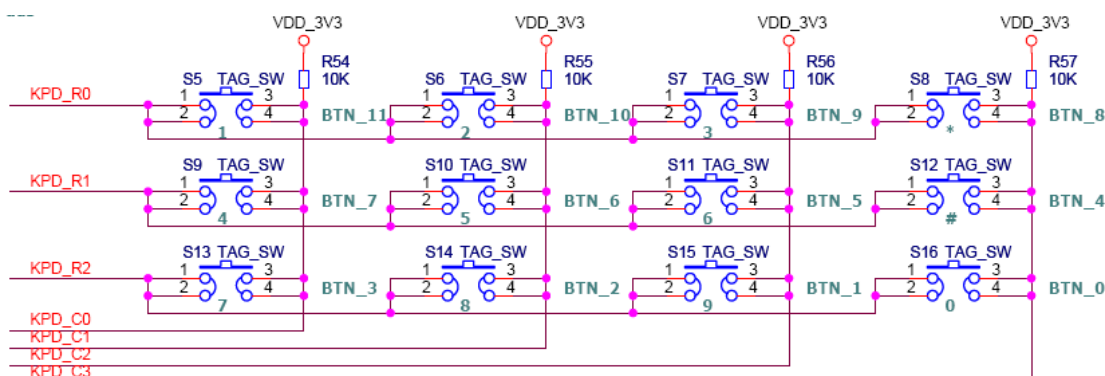 VDD_3V3 VDD_3V3 VDD_3V3 VDD_3V3
R54 R55 R56 R57
10K 10K 10K 10K
S5 TAG_SW S6 TAG_SW S7 TAG_SW S8 TAG_SW
KPD_R0
1 3 1 3 1 3 1 3
2 4 BTN_11 2 4 BTN_10 2 4 BTN_9 2 4 BTN_8
1 2 3 *
S9 TAG_SW S10 TAG_SW S11 TAG_SW S12 TAG_SW
KPD_R1
1 3 1 3 1 3 1 3
2 4 BTN_7 2 4 BTN_6 2 4 BTN_5 2 4 BTN_4
4 5 6 #
S13 TAG_SW S14 TAG_SW S15 TAG_SW S16 TAG_SW
KPD_R2
1 3 1 3 1 3 1 3
2 4 BTN_3 2 4 BTN_2 2 4 BTN_1 2 4 BTN_0
7 8 9 0
KPD_C0
KPD_C1
KPD_C2
KPD_C3